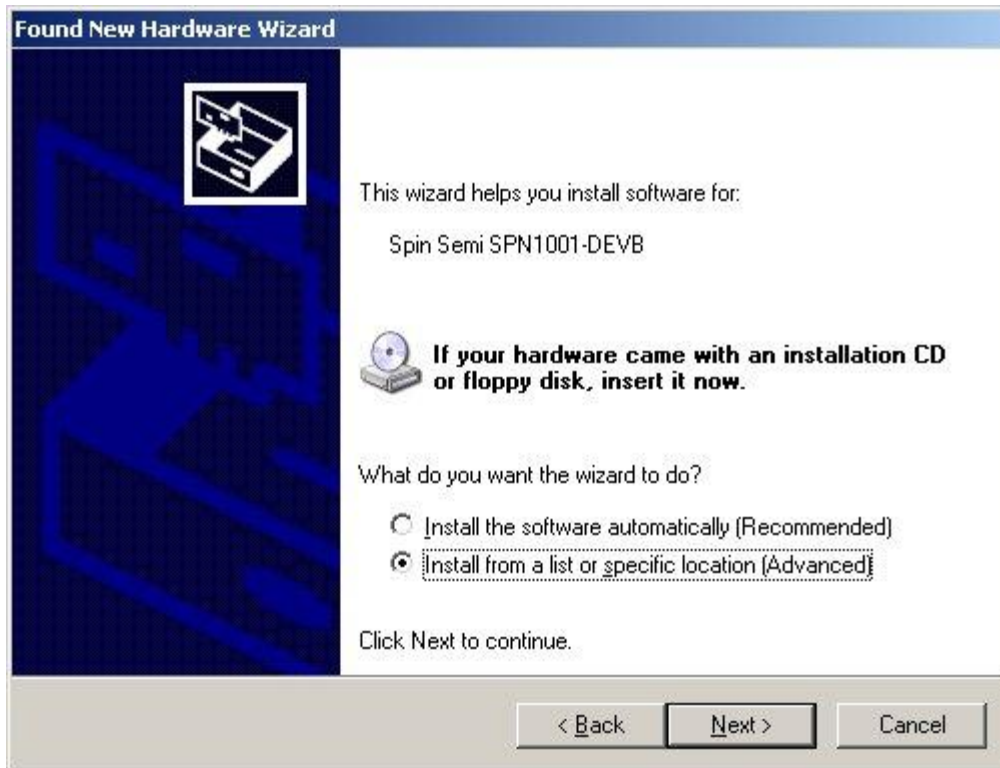 Found New Hardware Wizard
This wizard helps you install software for:
Spin Semi SPN1001-DEVB
If your hardware came with an installation CD
or floppy disk, insert it now.
What do you want the wizard to do?
Install the software automatically (Recommended)
Install from a list or specific location (Advanced)
Click Next to continue.
< Back
Next >
Cancel